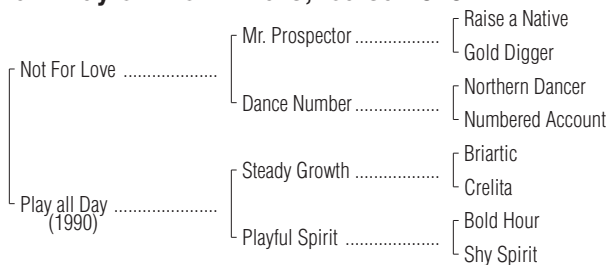 Raise a Native
Mr. Prospector ..................
Gold Digger
Not For Love ....................
Northern Dancer
Dance Number ..................
Numbered Account
Briartic
Steady Growth ..................
Crelita
Play all Day ......................
(1990)
Bold Hour
Playful Spirit ....................
Shy Spirit